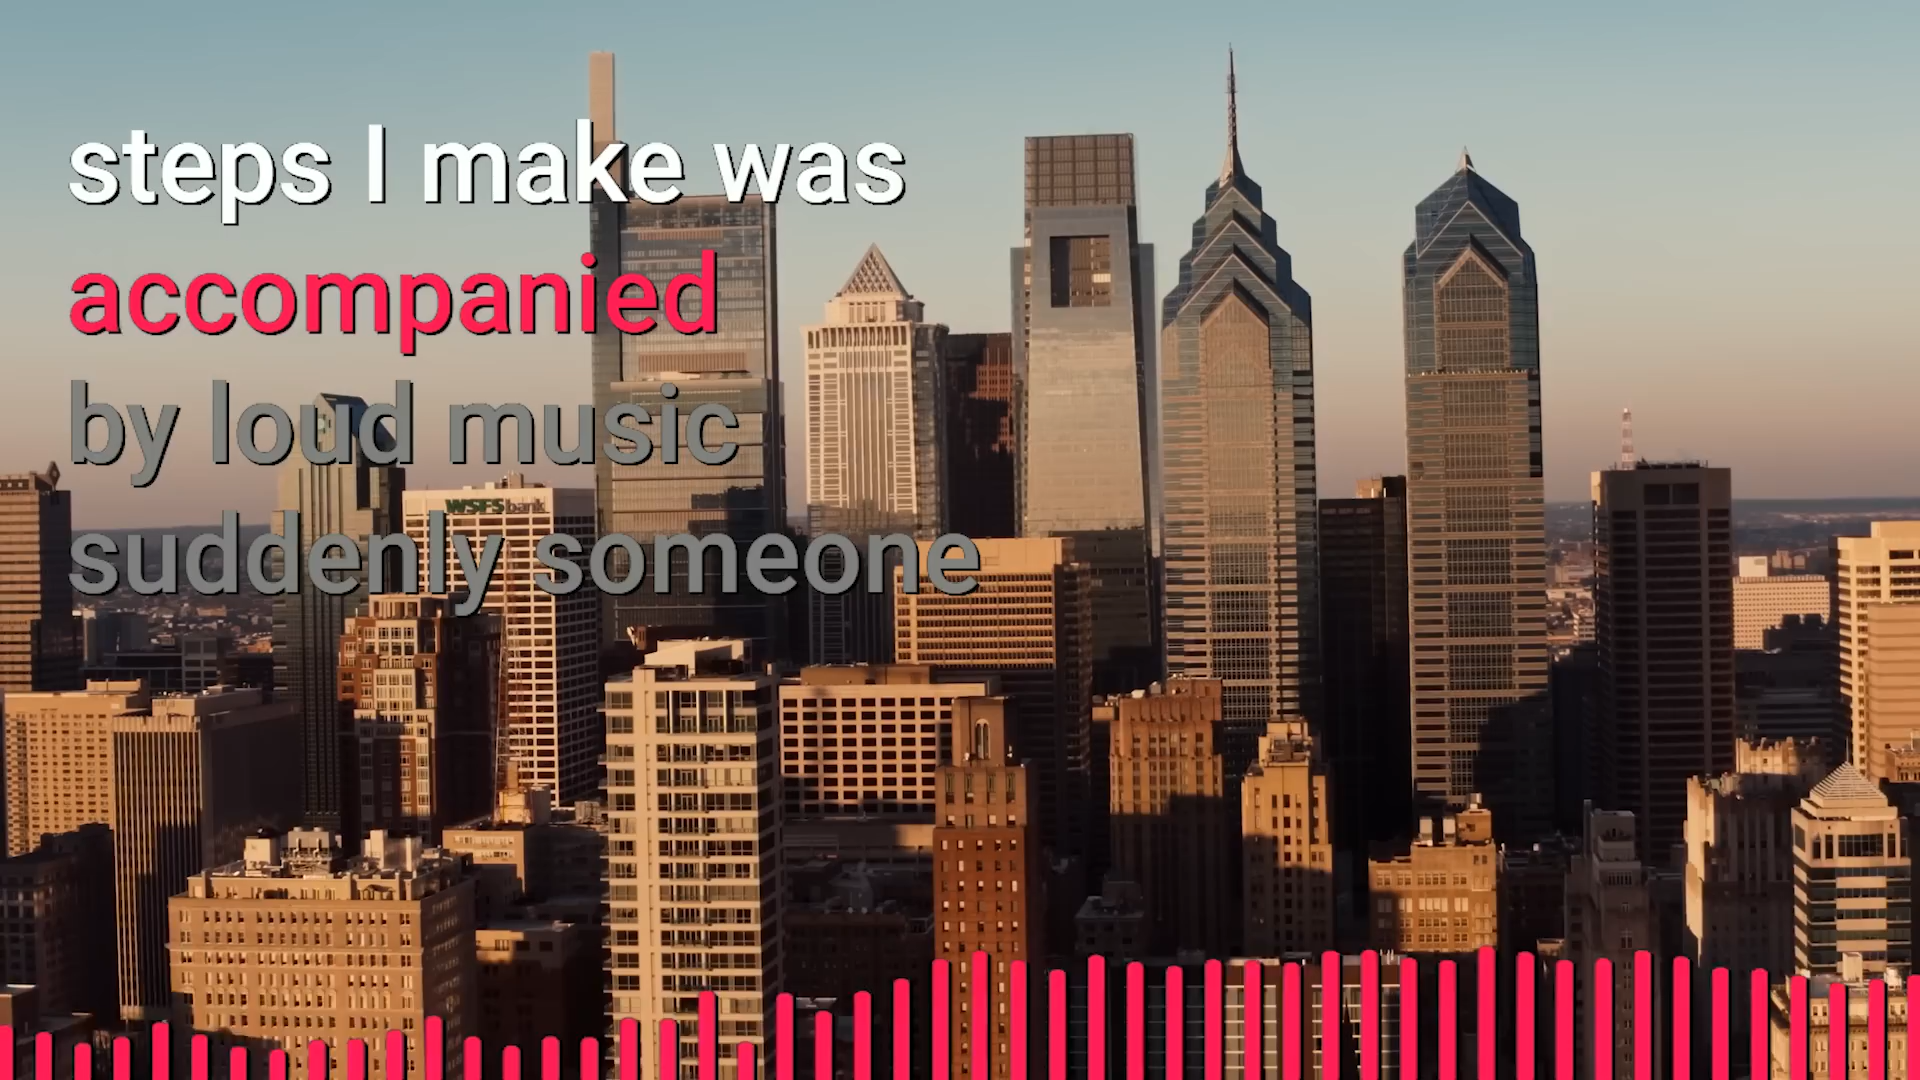 steps I make was
accompanied
by loud music
WSFS bank
suddenly someone